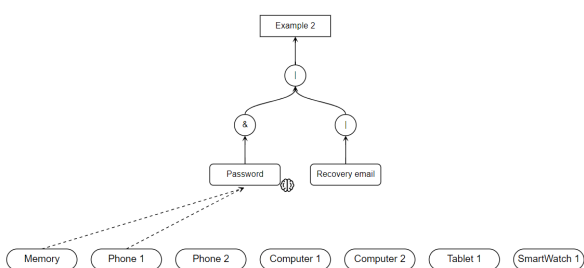 Example 2
|
&
|
Password
Recovery email
Memory
Phone 1
Phone 2
Computer 1
Computer 2
Tablet 1
SmartWatch 1